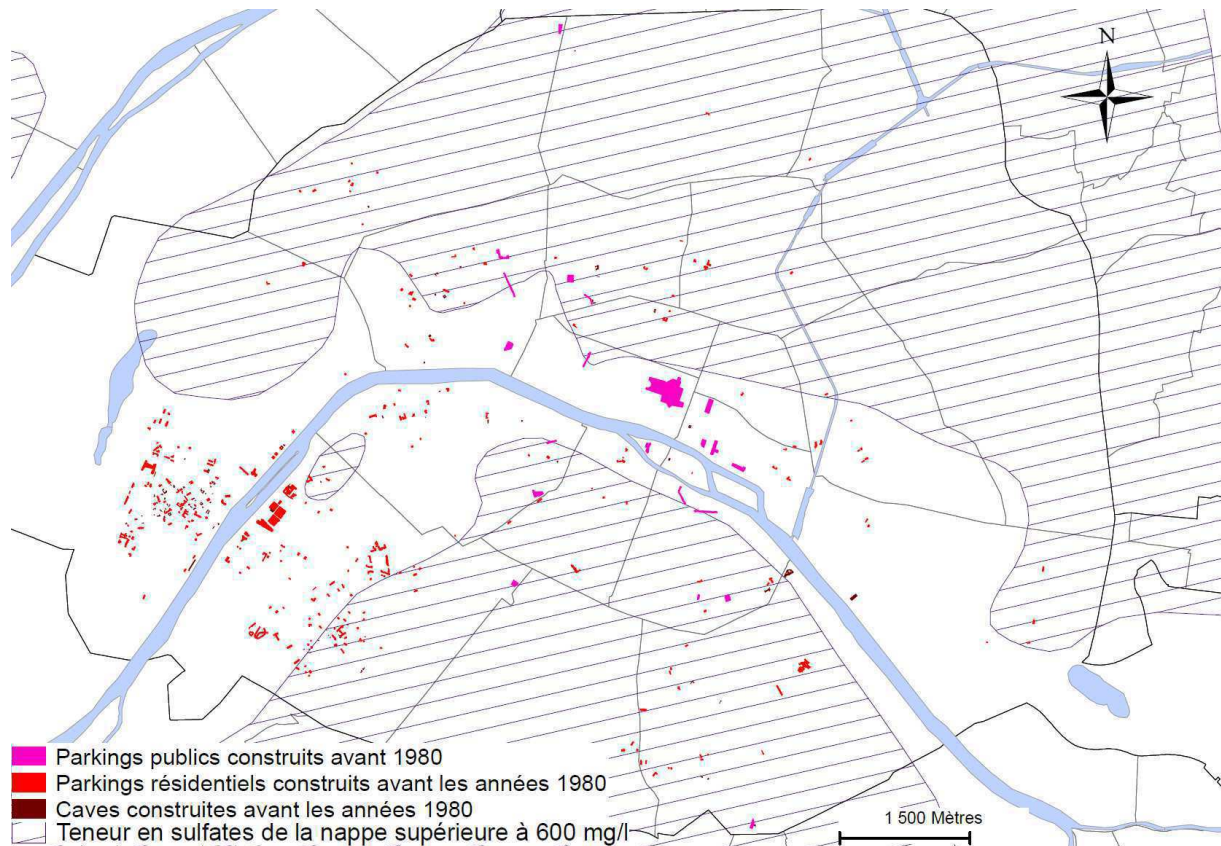 N
Parkings publics construits avant 1980
Parkings résidentiels construits avant les années 1980
Caves construites avant les années 1980
Teneur en sulfates de la nappe supérieure à 600 mg/l
1 500 Mètres